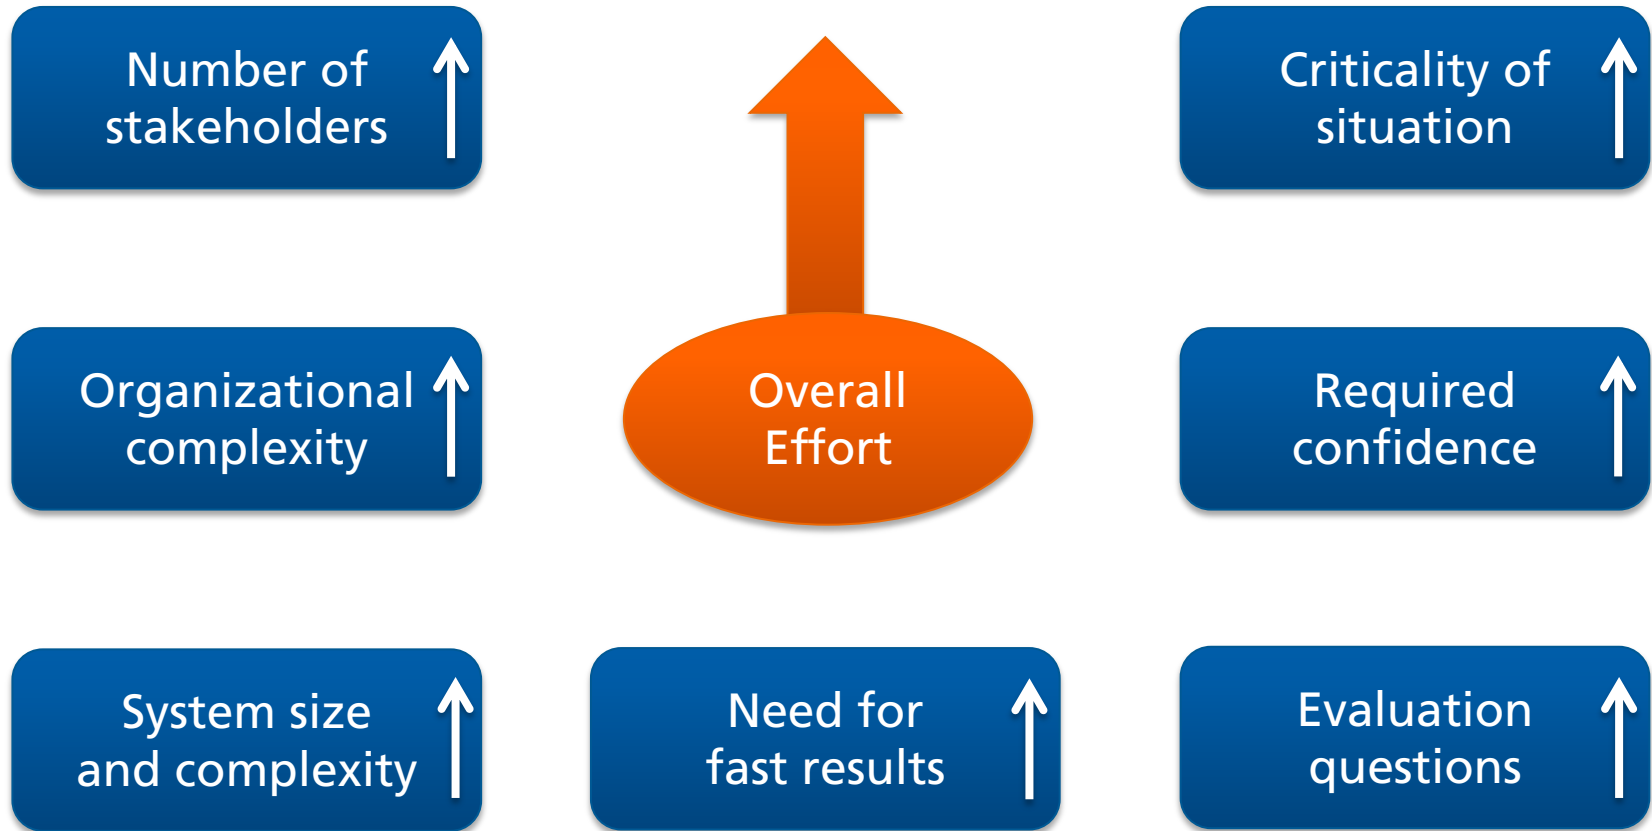 Number of
stakeholders
Criticality of
situation
Organizational
complexity
Overall
Effort
Required
confidence
System size
and complexity
Need for
fast results
Evaluation
questions